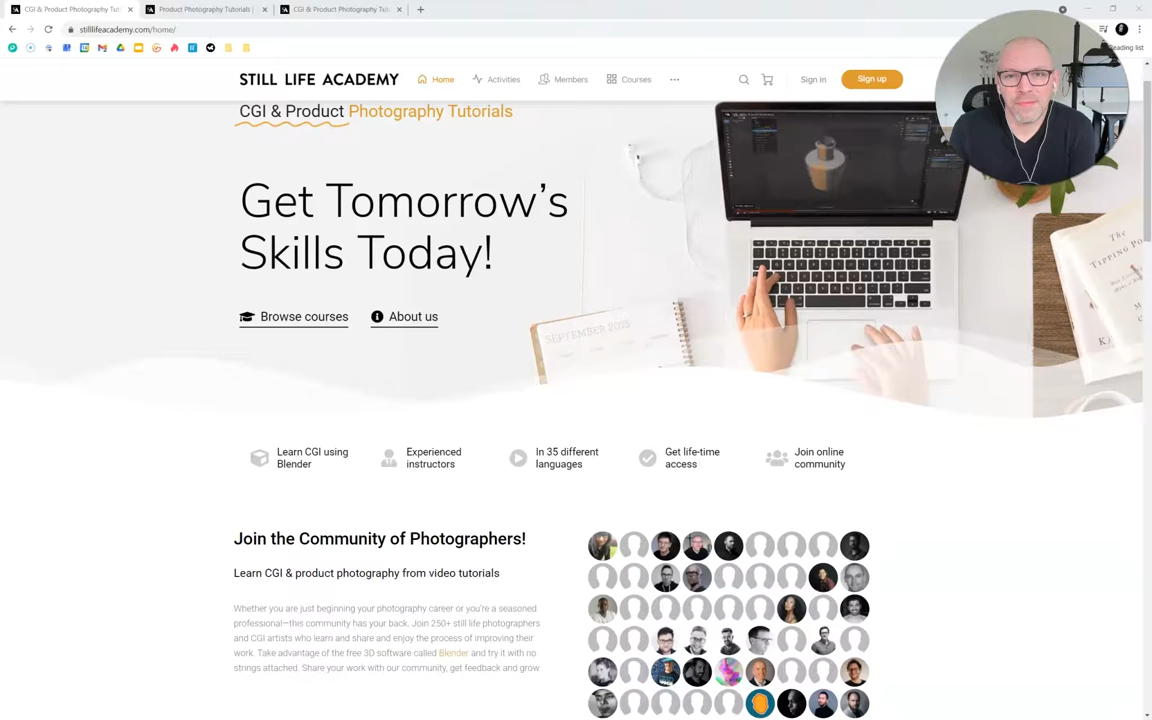 CGI & Product Photography Tut
Product Photography Tutorials |
CGI & Product Photography Tut
stilllifeacademy.com/home/
Reading list
STILL LIFE ACADEMY
Home
Activities
Members
Courses
Sign in
Sign up
CGI & Product Photography Tutorials
Get Tomorrow's
Skills Today!
Browse courses
About us
SEPTEMBER 2015
The
TIPPING PO
Learn CGI using
Blender
Experienced
instructors
In 35 different
languages
Get life-time
access
Join online
community
Join the Community of Photographers!
Learn CGI & product photography from video tutorials
Whether you are just beginning your photography career or you're a seasoned
professional—this community has your back. Join 250+ still life photographers
and CGI artists who learn and share and enjoy the process of improving their
work. Take advantage of the free 3D software called Blender and try it with no
strings attached. Share your work with our community, get feedback and grow